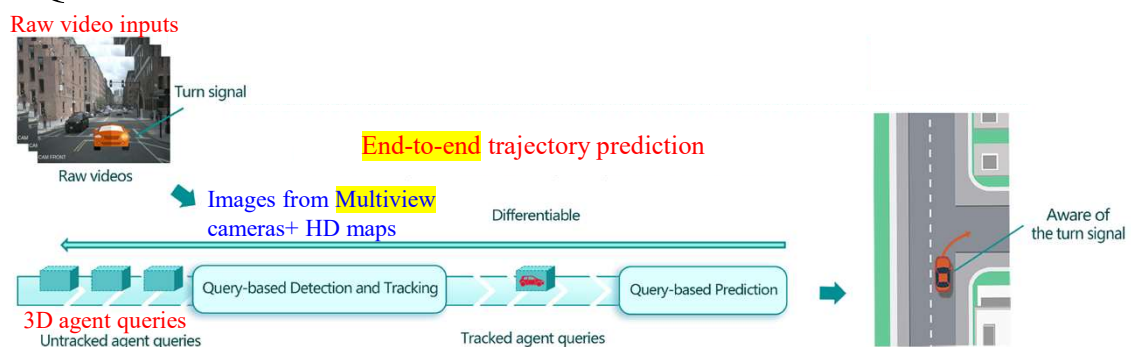 Raw video inputs
Turn signal
CAM
CAM FRONT
Raw videos
End-to-end trajectory prediction
Images from Multiview
cameras+ HD maps
Differentiable
Query-based Detection and Tracking
Query-based Prediction
3D agent queries
Untracked agent queries
Tracked agent queries
Aware of
the turn signal